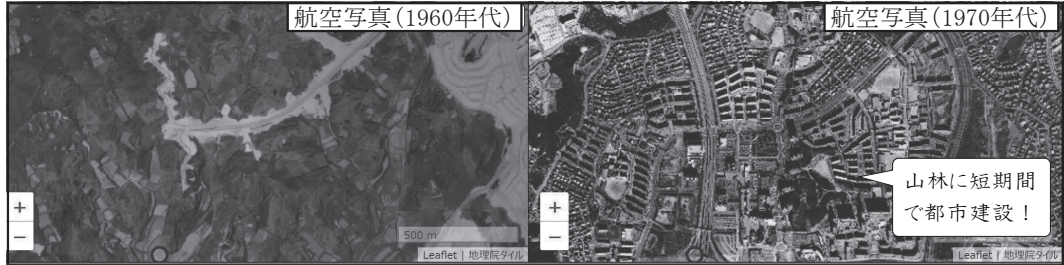 航空写真(1960年代)
+
−
500 m
Leaflet | 地理院タイル
航空写真(1970年代)
山林に短期間
で都市建設！
+
−
Leaflet | 地理院タイル